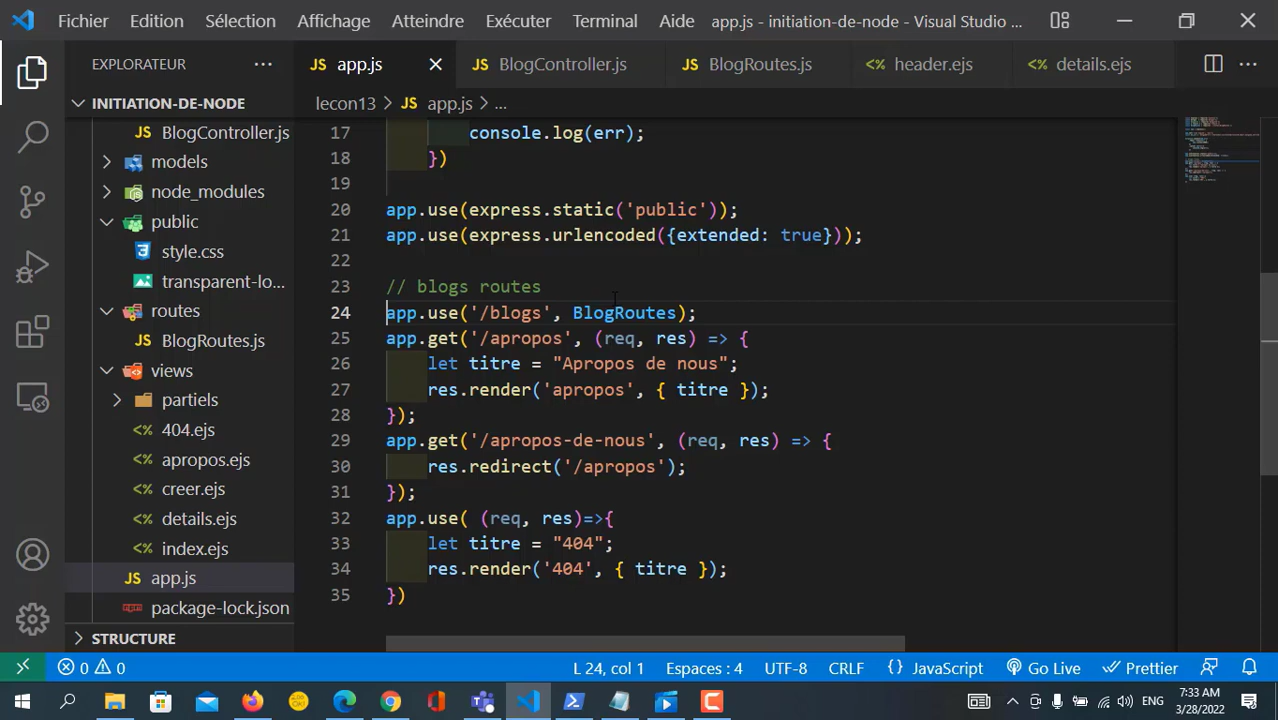 Fichier Edition Sélection Affichage Atteindre Exécuter Terminal Aide app.js - initiation-de-node - Visual Studio ...
EXPLORATEUR ...
JS app.js
JS BlogController.js
JS BlogRoutes.js
<%> header.ejs
<%> details.ejs
...
INITIATION-DE-NODE
lecon13 > JS app.js > ...
JS BlogController.js
models
node_modules
public
style.css
transparent-lo...
routes
JS BlogRoutes.js
views
partiels
<%> 404.ejs
<%> apropos.ejs
<%> creer.ejs
<%> details.ejs
<%> index.ejs
JS app.js
npm package-lock.json
STRUCTURE
17 console.log(err);
18 })
19
20 app.use(express.static('public'));
21 app.use(express.urlencoded({extended: true}));
22
23 // blogs routes
24 app.use('/blogs', BlogRoutes);
25 app.get('/apropos', (req, res) => {
26 let titre = "Apropos de nous";
27 res.render('apropos', { titre });
28 });
29 app.get('/apropos-de-nous', (req, res) => {
30 res.redirect('/apropos');
31 });
32 app.use( (req, res)=>{
33 let titre = "404";
34 res.render('404', { titre });
35 })
0 0 L 24, col 1 Espaces : 4 UTF-8 CRLF {} JavaScript Go Live Prettier
ENG 7:33 AM
3/28/2022